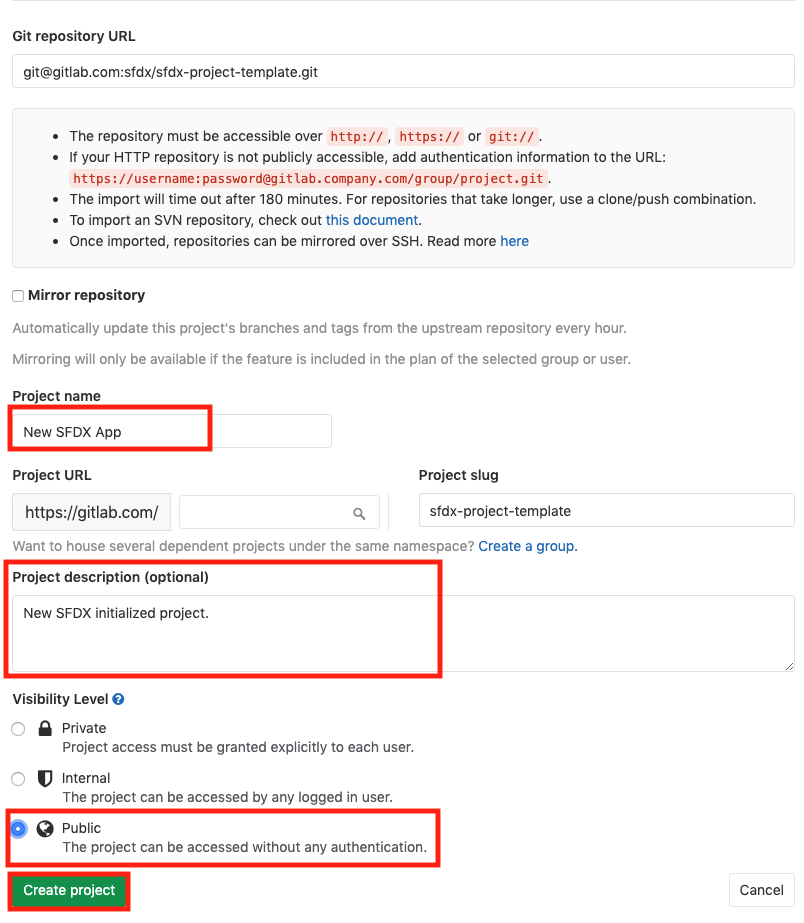 Git repository URL
git@gitlab.com:sfdx/sfdx-project-template.git
• The repository must be accessible over http://, https:// or git://.
• If your HTTP repository is not publicly accessible, add authentication information to the URL:
https://username:password@gitlab.company.com/group/project.git.
• The import will time out after 180 minutes. For repositories that take longer, use a clone/push combination.
• To import an SVN repository, check out this document.
• Once imported, repositories can be mirrored over SSH. Read more here
Mirror repository
Automatically update this project's branches and tags from the upstream repository every hour.
Mirroring will only be available if the feature is included in the plan of the selected group or user.
Project name
New SFDX App
Project URL
Project slug
https://gitlab.com/
sfdx-project-template
Want to house several dependent projects under the same namespace? Create a group.
Project description (optional)
New SFDX initialized project.
Visibility Level ?
Private
Project access must be granted explicitly to each user.
Internal
The project can be accessed by any logged in user.
Public
The project can be accessed without any authentication.
Create project
Cancel